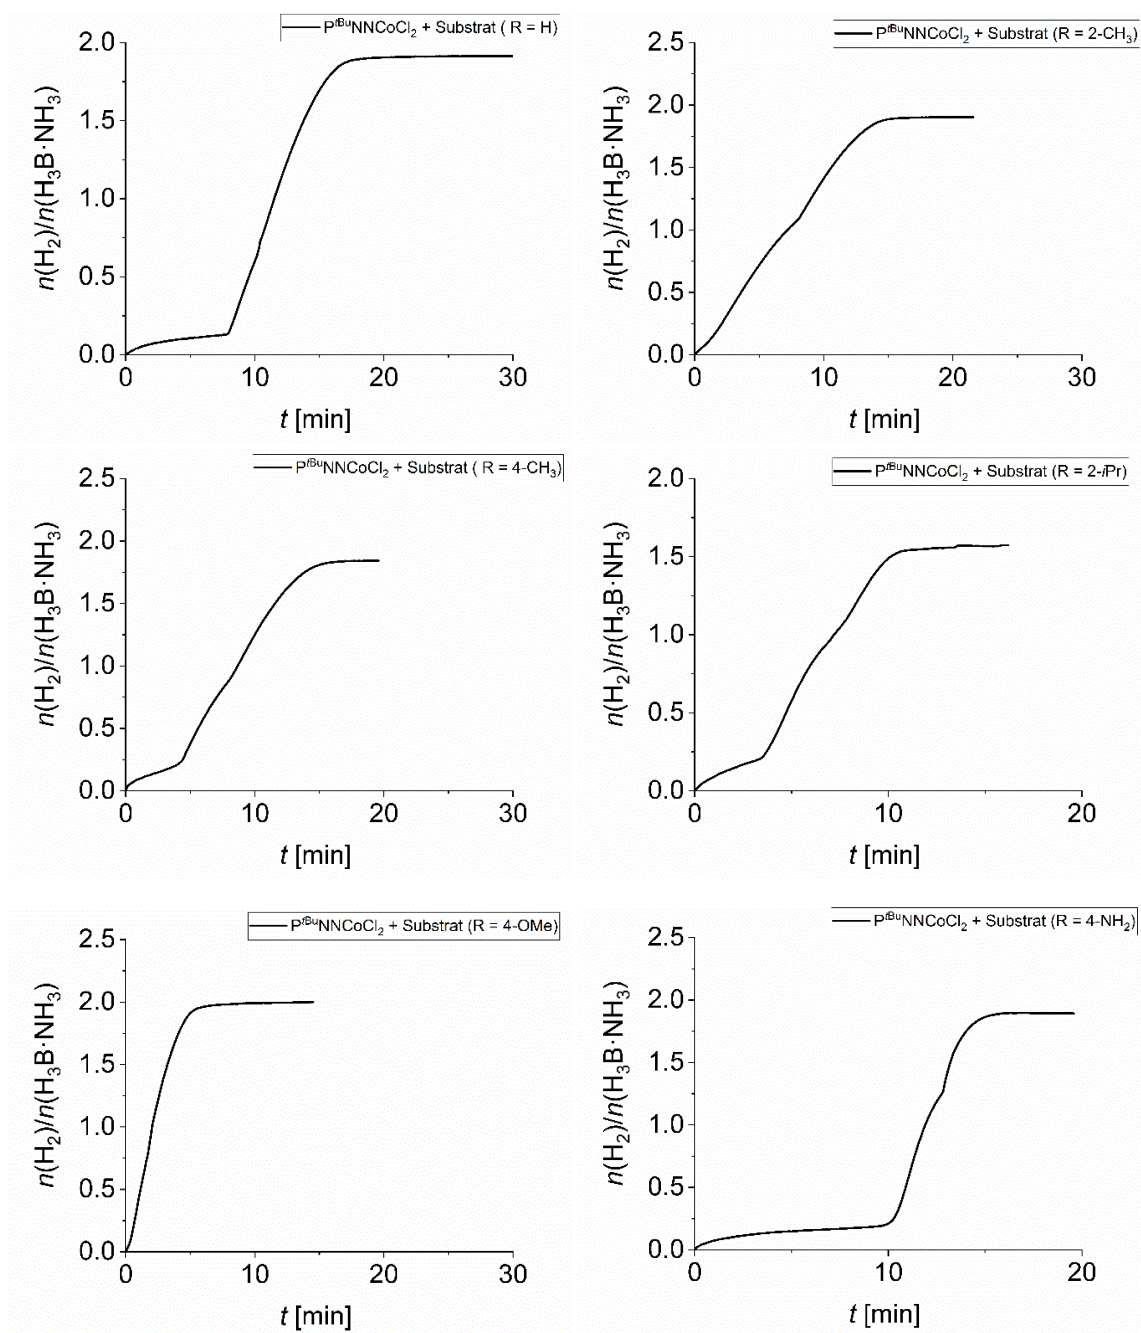 P^tBuNNCoCl₂ + Substrat ( R = H)
2.0
1.5
1.0
0.5
0.0
n(H₂)/n(H₃B·NH₃)
0 10 20 30
t [min]
P^tBuNNCoCl₂ + Substrat (R = 2-CH₃)
2.5
2.0
1.5
1.0
0.5
0.0
n(H₂)/n(H₃B·NH₃)
0 10 20 30
t [min]
P^tBuNNCoCl₂ + Substrat ( R = 4-CH₃)
2.5
2.0
1.5
1.0
0.5
0.0
n(H₂)/n(H₃B·NH₃)
0 10 20 30
t [min]
P^tBuNNCoCl₂ + Substrat (R = 2-iPr)
2.0
1.5
1.0
0.5
0.0
n(H₂)/n(H₃B·NH₃)
0 10 20
t [min]
P^tBuNNCoCl₂ + Substrat (R = 4-OMe)
2.5
2.0
1.5
1.0
0.5
0.0
n(H₂)/n(H₃B·NH₃)
0 10 20 30
t [min]
P^tBuNNCoCl₂ + Substrat (R = 4-NH₂)
2.5
2.0
1.5
1.0
0.5
0.0
n(H₂)/n(H₃B·NH₃)
0 10 20
t [min]